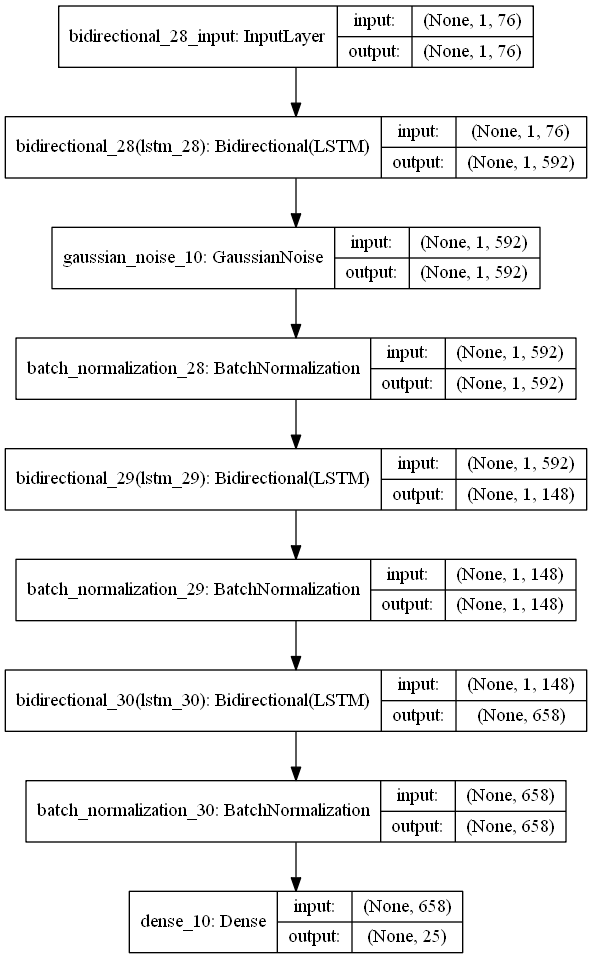 bidirectional_28_input: InputLayer
input: (None, 1, 76)
output: (None, 1, 76)
bidirectional_28(lstm_28): Bidirectional(LSTM)
input: (None, 1, 76)
output: (None, 1, 592)
gaussian_noise_10: GaussianNoise
input: (None, 1, 592)
output: (None, 1, 592)
batch_normalization_28: BatchNormalization
input: (None, 1, 592)
output: (None, 1, 592)
bidirectional_29(lstm_29): Bidirectional(LSTM)
input: (None, 1, 592)
output: (None, 1, 148)
batch_normalization_29: BatchNormalization
input: (None, 1, 148)
output: (None, 1, 148)
bidirectional_30(lstm_30): Bidirectional(LSTM)
input: (None, 1, 148)
output: (None, 658)
batch_normalization_30: BatchNormalization
input: (None, 658)
output: (None, 658)
dense_10: Dense
input: (None, 658)
output: (None, 25)